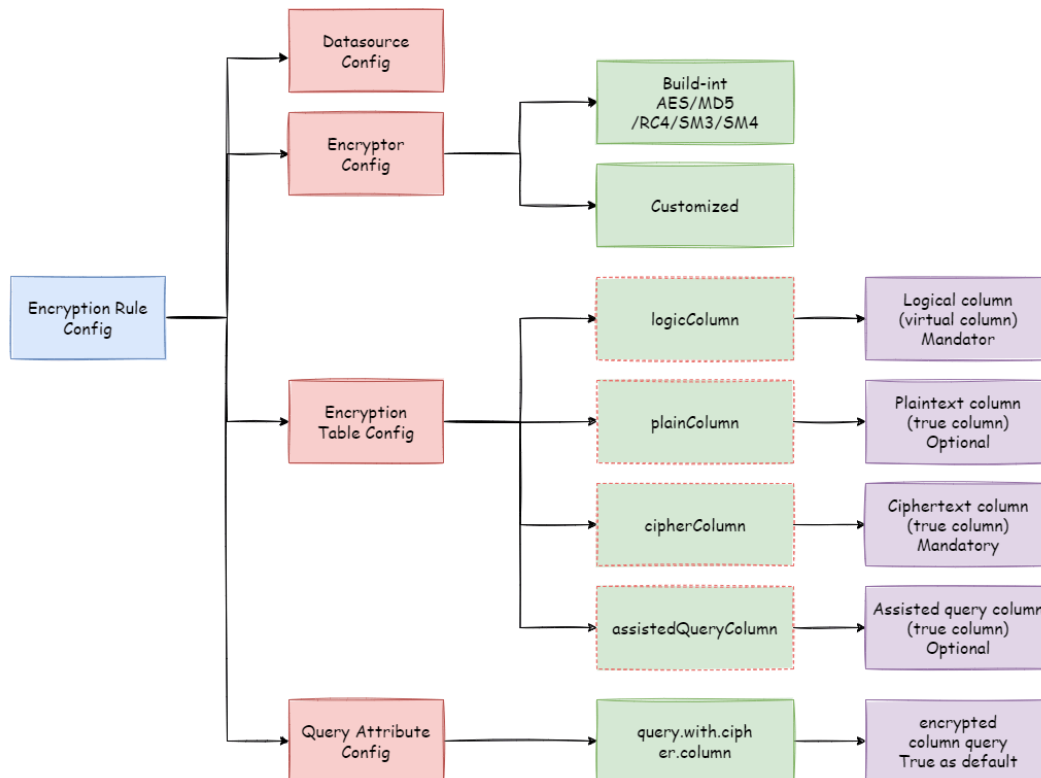 Datasource
Config
Build-int
AES/MD5
/RC4/SM3/SM4
Encryptor
Config
Customized
Encryption Rule
Config
logicColumn
Logical column
(virtual column)
Mandator
Encryption
Table Config
plainColumn
Plaintext column
(true column)
Optional
cipherColumn
Ciphertext column
(true column)
Mandatory
assistedQueryColumn
Assisted query column
(true column)
Optional
Query Attribute
Config
query.with.ciph
er.column
encrypted
column query
True as default